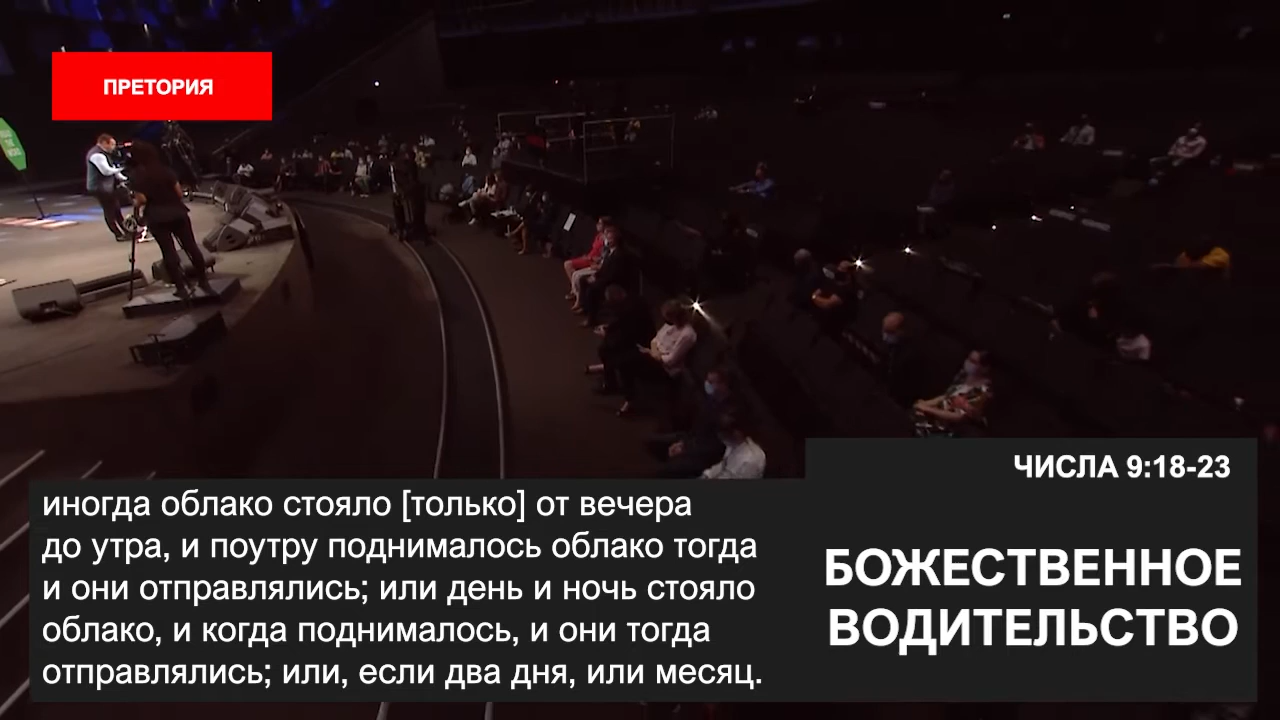 ПРЕТОРИЯ
ЧИСЛА 9:18-23
иногда облако стояло [только] от вечера
до утра, и поутру поднималось облако тогда
и они отправлялись; или день и ночь стояло
облако, и когда поднималось, и они тогда
отправлялись; или, если два дня, или месяц.
БОЖЕСТВЕННОЕ
ВОДИТЕЛЬСТВО